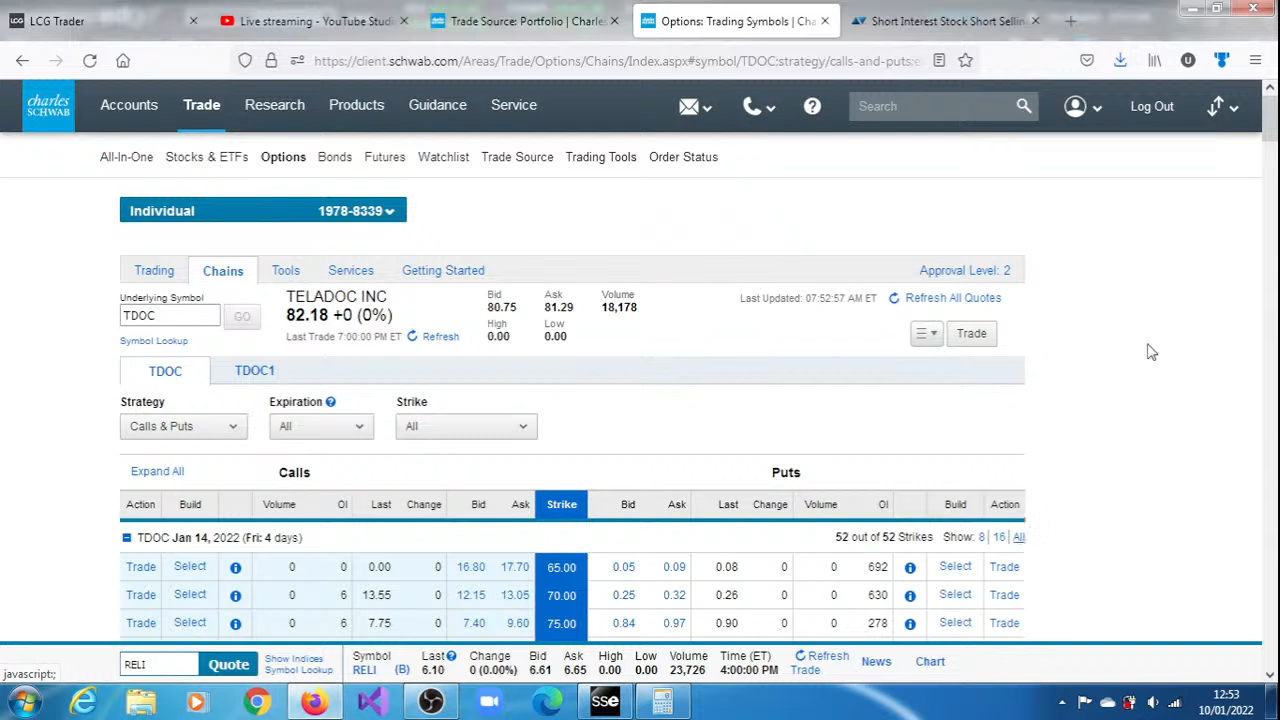 LCG LCG Trader
Live streaming - YouTube Studi
Trade Source: Portfolio | Charles
Options: Trading Symbols | Cha
Short Interest Stock Short Sellin
https://client.schwab.com/Areas/Trade/Options/Chains/Index.aspx#symbol/TDOC;strategy/calls-and-puts;e
charles SCHWAB
Accounts Trade Research Products Guidance Service
Search
Log Out
All-In-One Stocks & ETFs Options Bonds Futures Watchlist Trade Source Trading Tools Order Status
Individual 1978-8339
Trading Chains Tools Services Getting Started Approval Level: 2
Underlying Symbol
TDOC GO
Symbol Lookup
TELADOC INC
82.18 +0 (0%)
Last Trade 7:00:00 PM ET Refresh
Bid Ask Volume
80.75 81.29 18,178
High Low
0.00 0.00
Last Updated: 07:52:57 AM ET Refresh All Quotes
Trade
TDOC TDOC1
Strategy Expiration Strike
Calls & Puts All All
Expand All Calls Puts
Action Build Volume OI Last Change Bid Ask Strike Bid Ask Last Change Volume OI Build Action
TDOC Jan 14, 2022 (Fri: 4 days) 52 out of 52 Strikes Show: 8 | 16 | All
Trade Select 0 0 0.00 0 16.80 17.70 65.00 0.05 0.09 0.08 0 0 692 Select Trade
Trade Select 0 6 13.55 0 12.15 13.05 70.00 0.25 0.32 0.26 0 0 630 Select Trade
Trade Select 0 6 7.75 0 7.40 9.60 75.00 0.84 0.97 0.90 0 0 278 Select Trade
RELI Quote
Show Indices
Symbol Lookup
Symbol Last Change Bid Ask High Low Volume Time (ET) Refresh
RELI (B) 6.10 0 (0.00%) 6.61 6.65 0.00 0.00 23,726 4:00:00 PM Trade
News Chart
javascript:;
SSE
12:53
10/01/2022